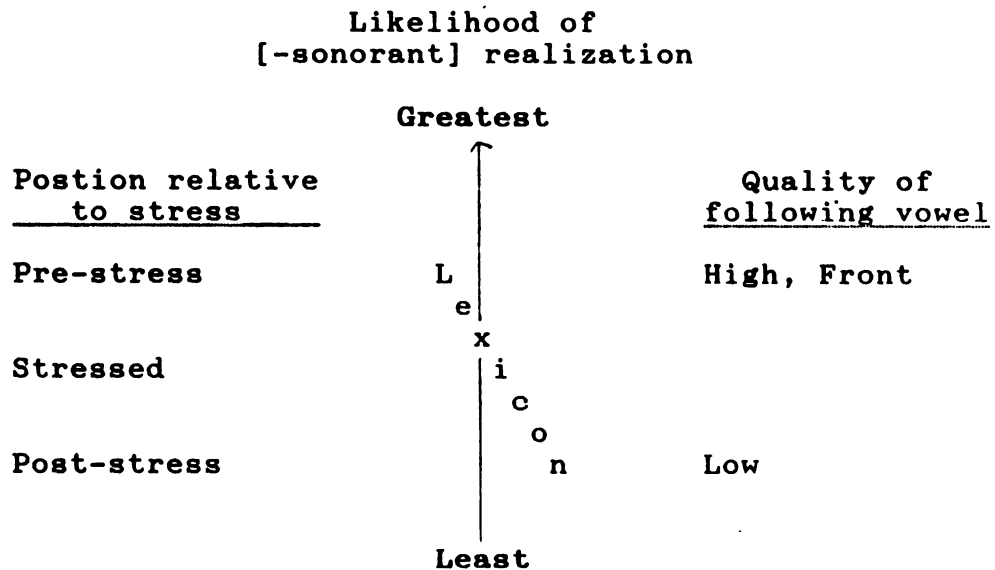 Likelihood of
[-sonorant] realization
Greatest
Postion relative
to stress
Quality of
following vowel
Pre-stress
High, Front
Lexicon
Stressed
Post-stress
Low
Least